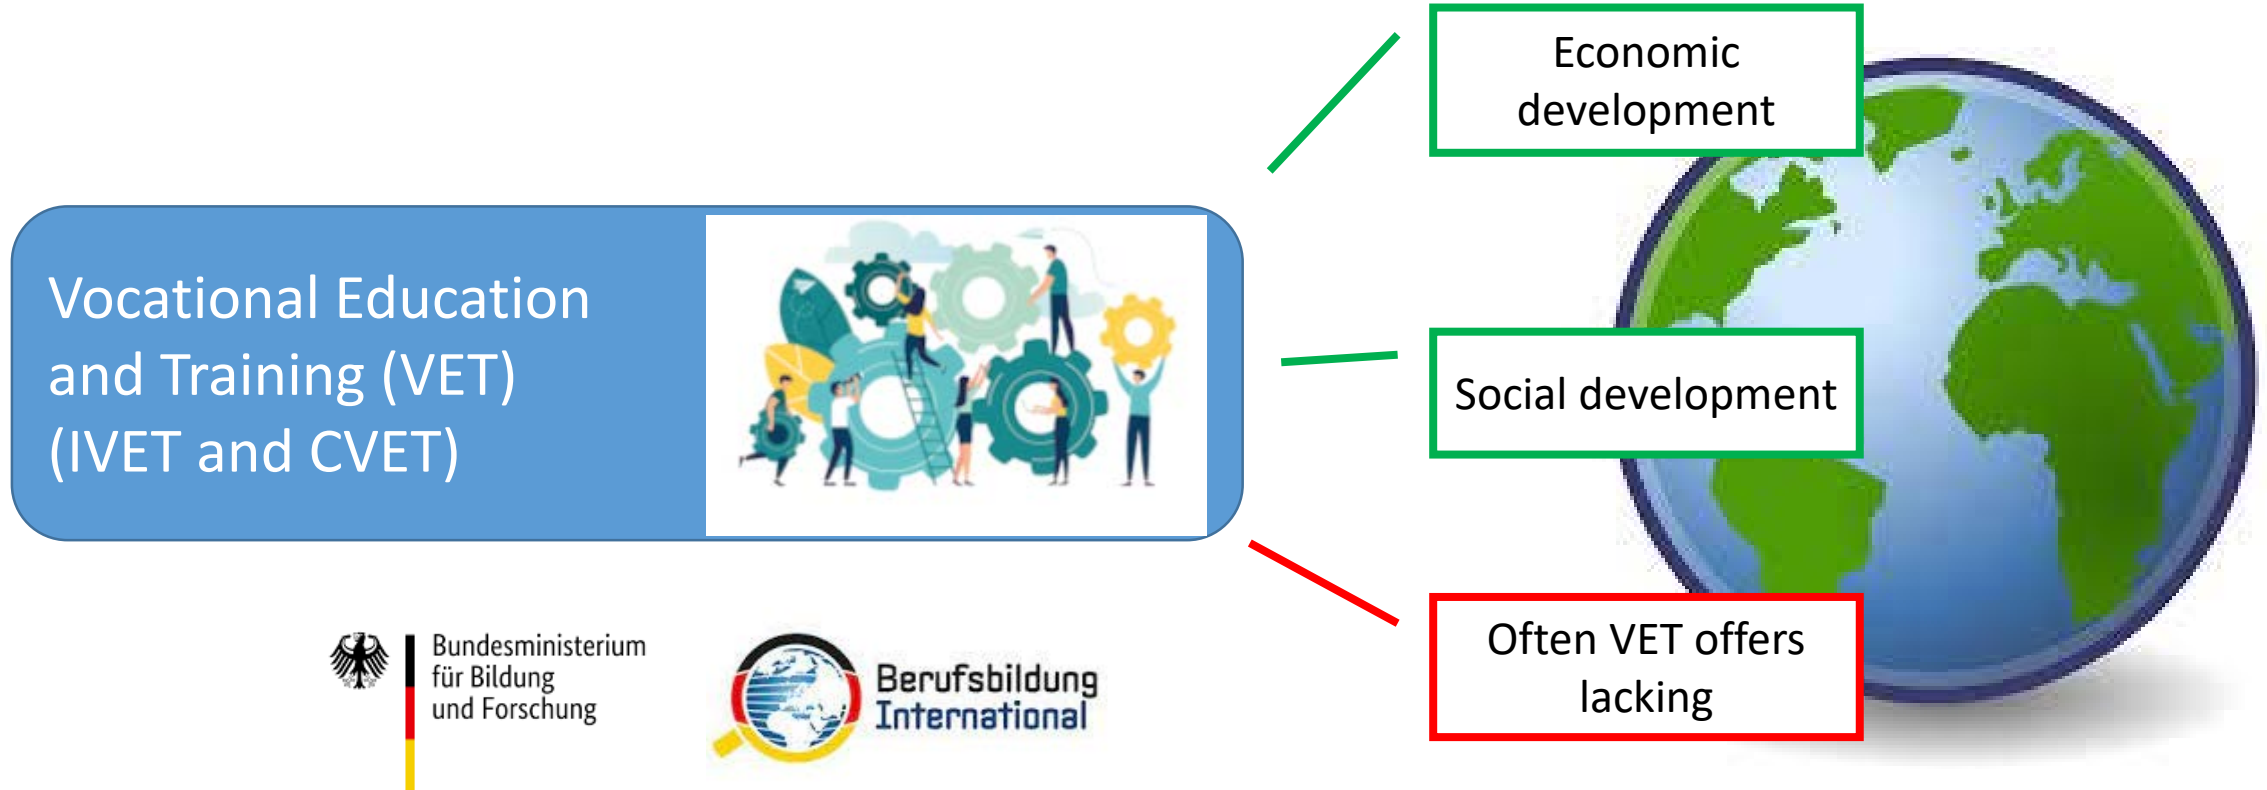 Vocational Education
and Training (VET)
(IVET and CVET)
Economic
development
Social development
Often VET offers
lacking
Bundesministerium
für Bildung
und Forschung
Berufsbildung
International